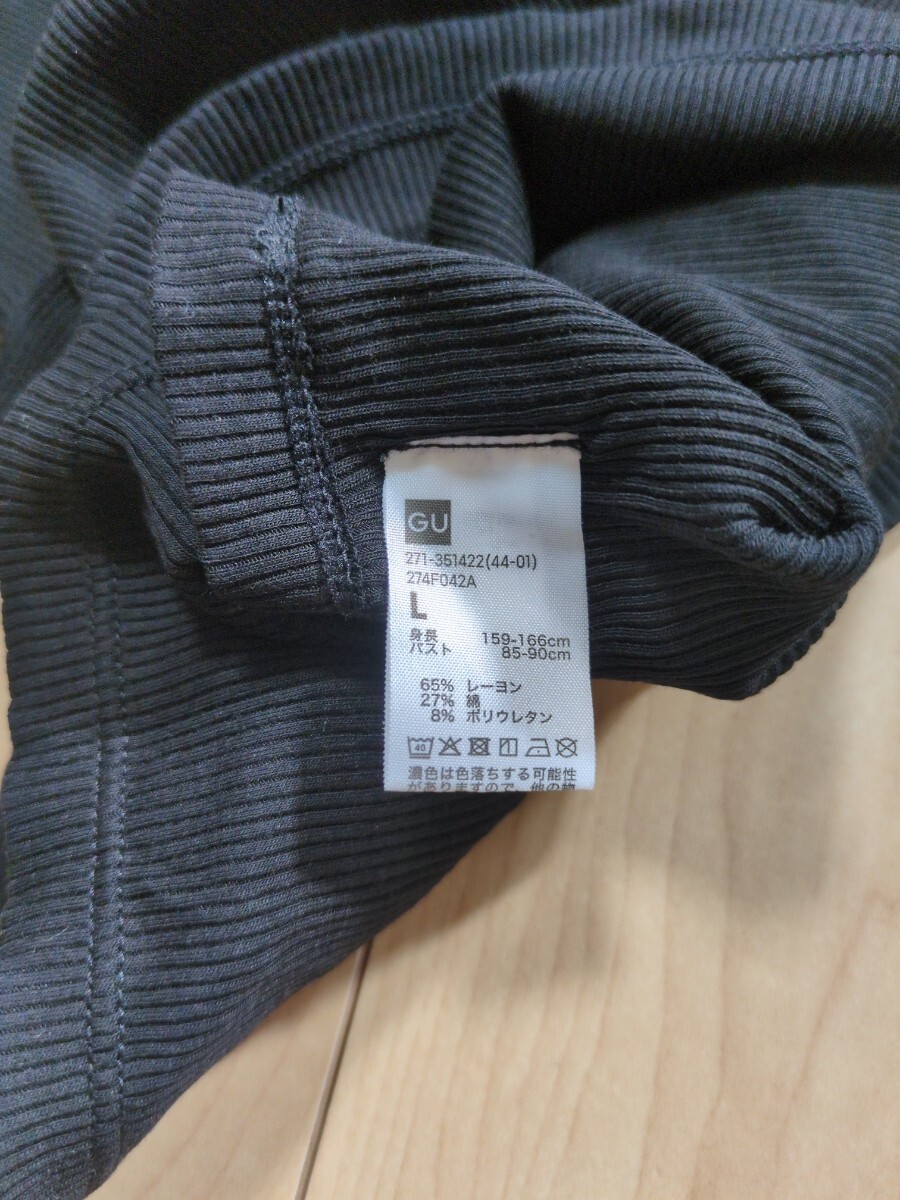 GU
271-351422(44-01)
274F042A
L
身長 159-166cm
バスト 85-90cm
65% レーヨン
27% 綿
8% ポリウレタン
40
濃色は色落ちする可能性
がありますので、他の物